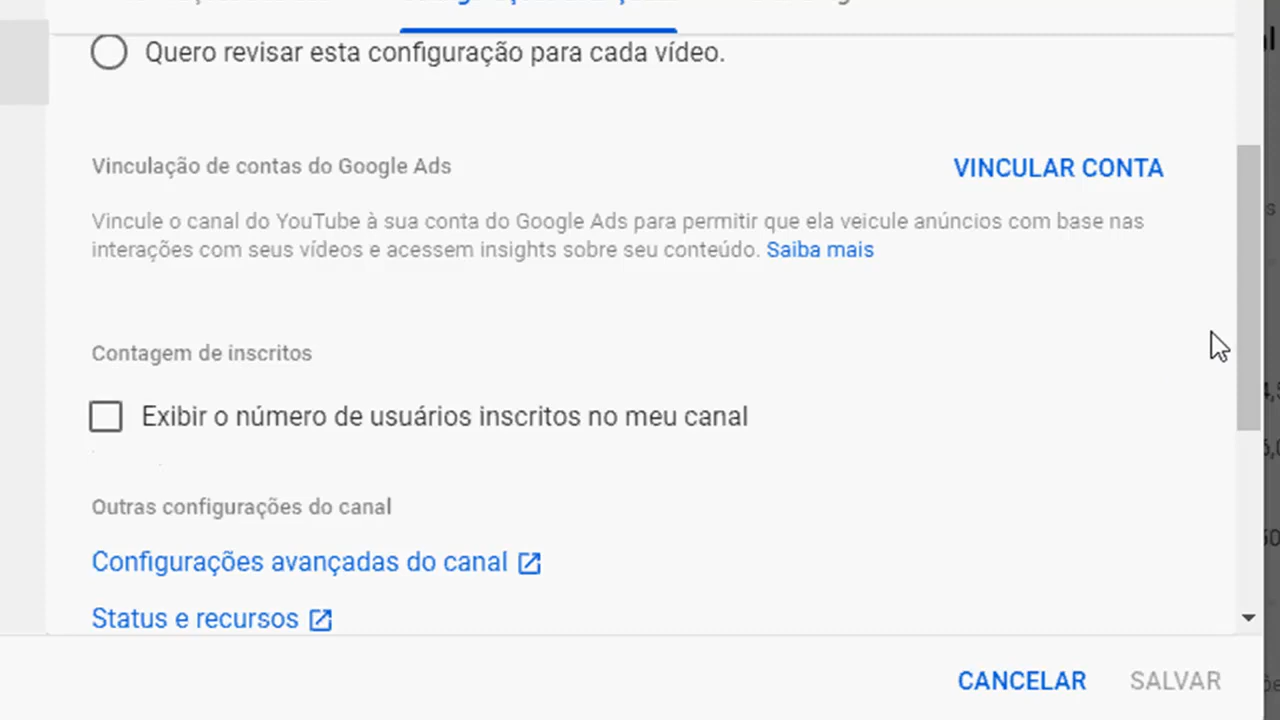 Quero revisar esta configuração para cada vídeo.
Vinculação de contas do Google Ads
VINCULAR CONTA
Vincule o canal do YouTube à sua conta do Google Ads para permitir que ela veicule anúncios com base nas
interações com seus vídeos e acessem insights sobre seu conteúdo. Saiba mais
Contagem de inscritos
Exibir o número de usuários inscritos no meu canal
Outras configurações do canal
Configurações avançadas do canal
Status e recursos
CANCELAR
SALVAR